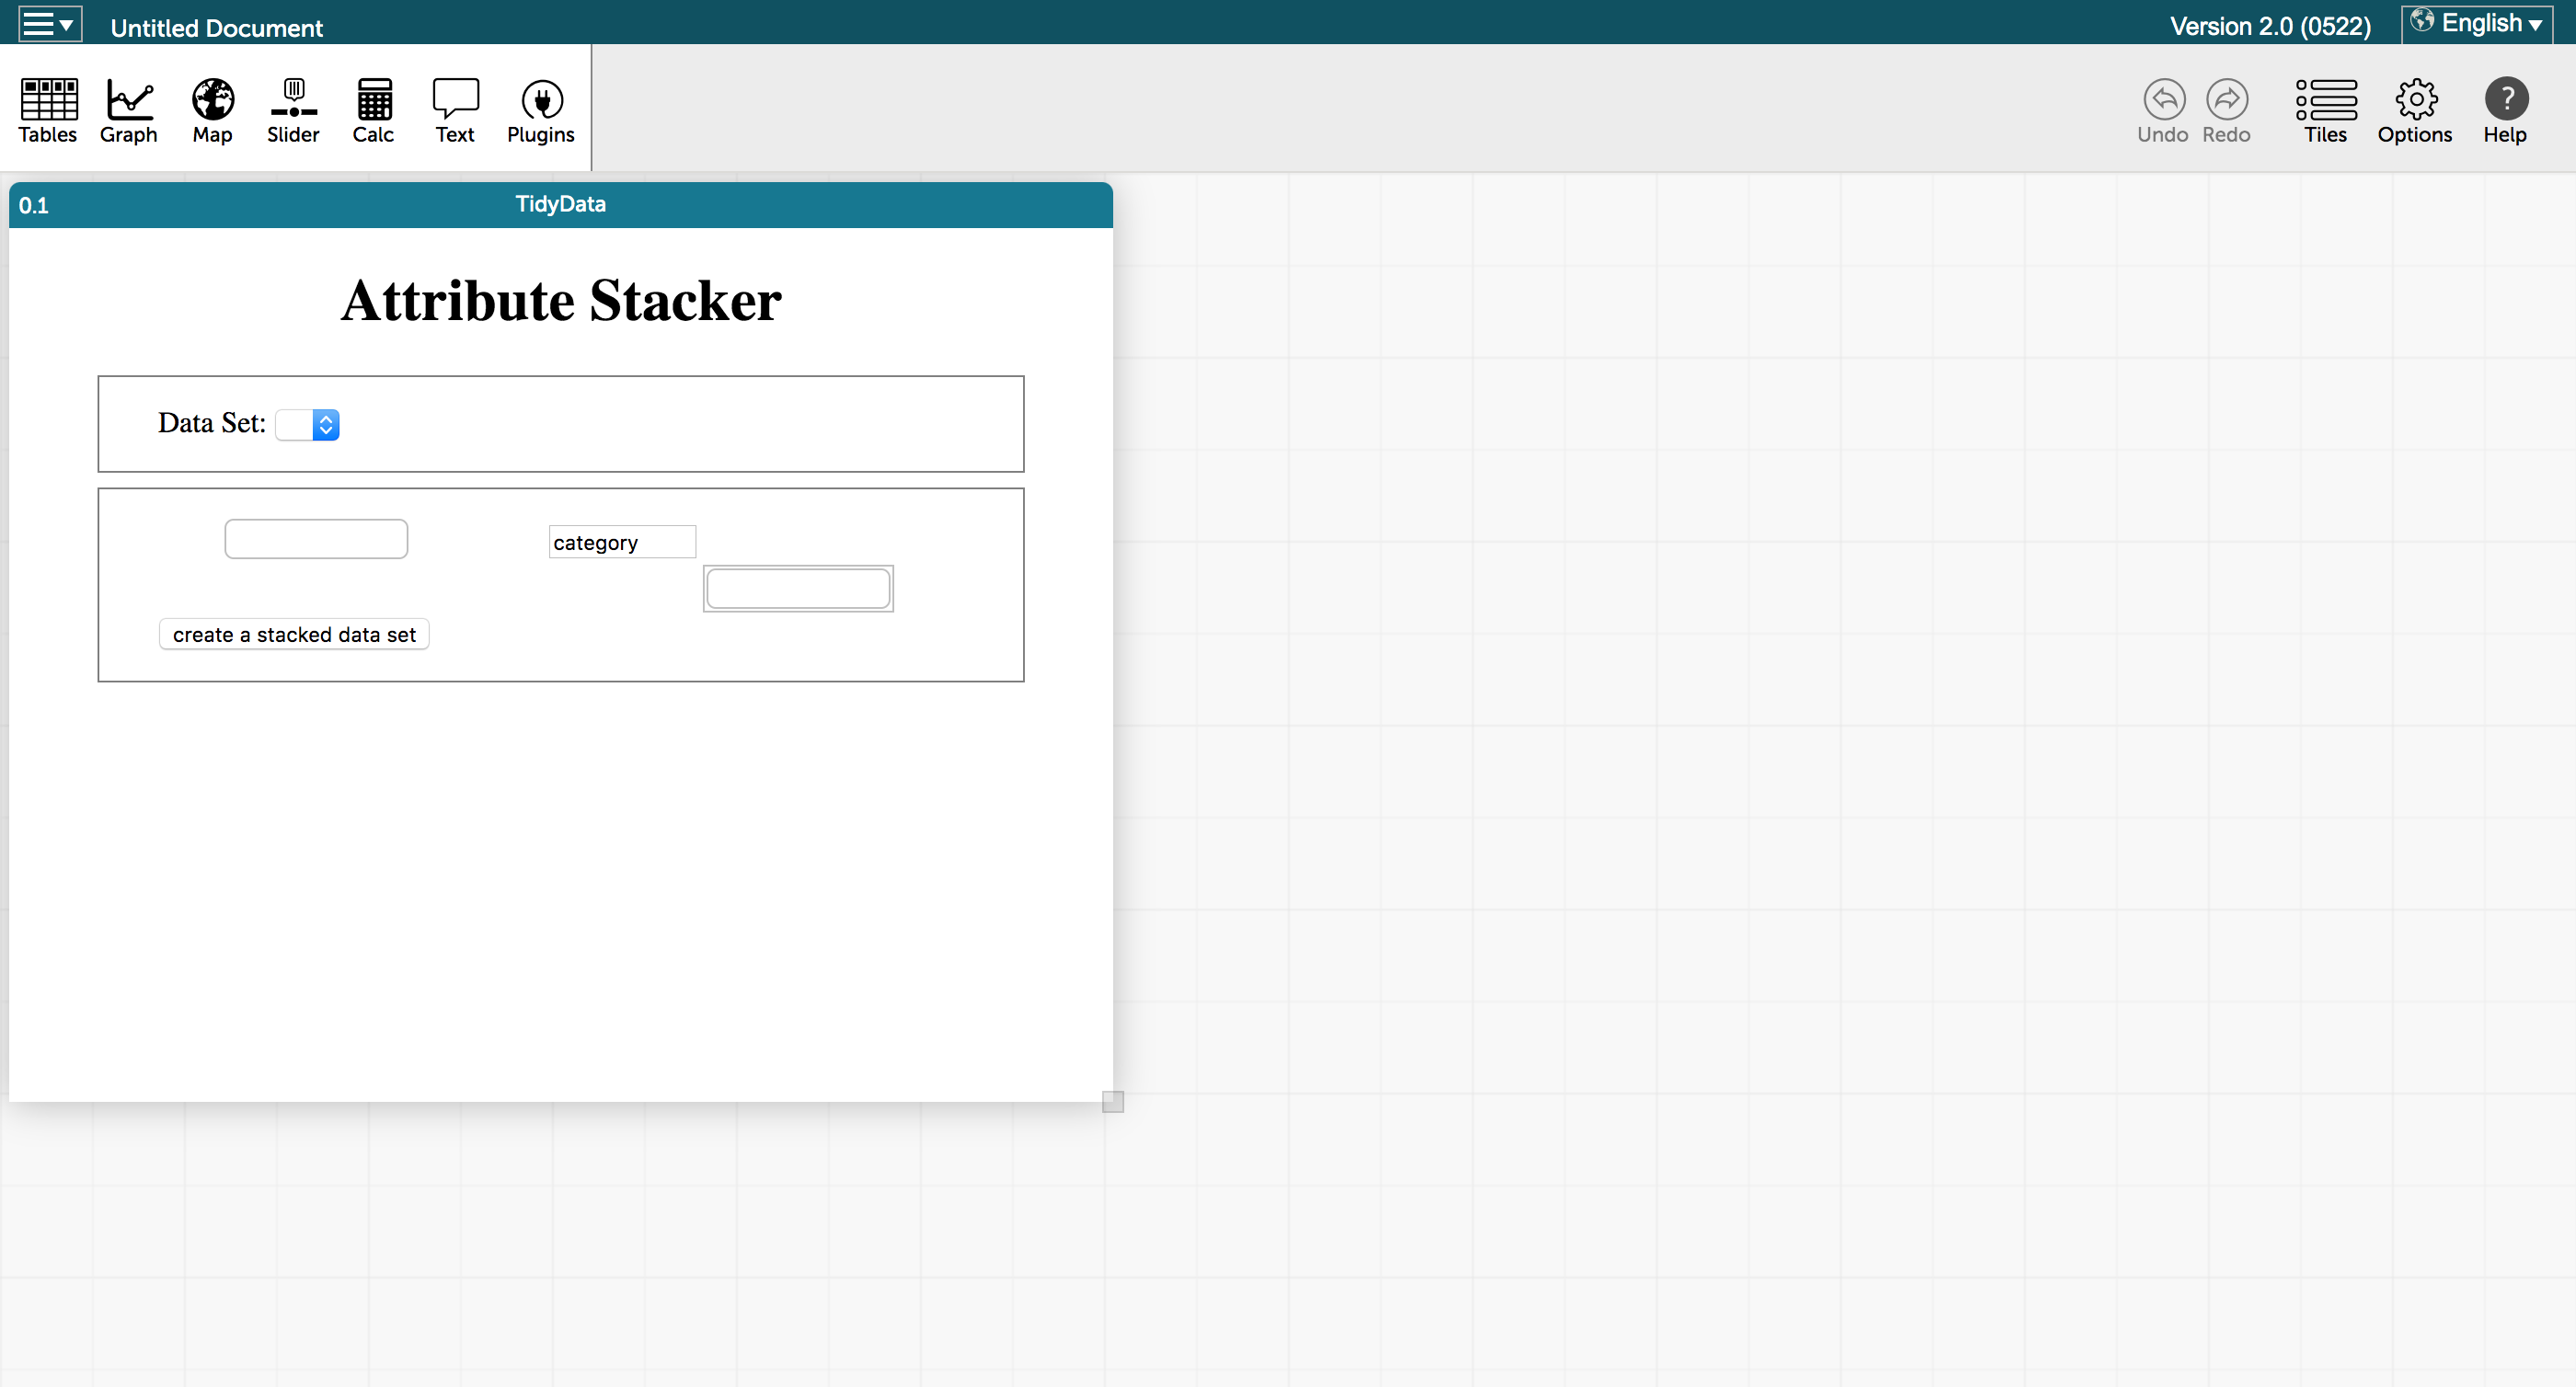 Untitled Document
Version 2.0 (0522)
English
Tables
Graph
Map
Slider
Calc
Text
Plugins
Undo
Redo
Tiles
Options
?
Help
0.1
TidyData
Attribute Stacker
Data Set:
category
create a stacked data set